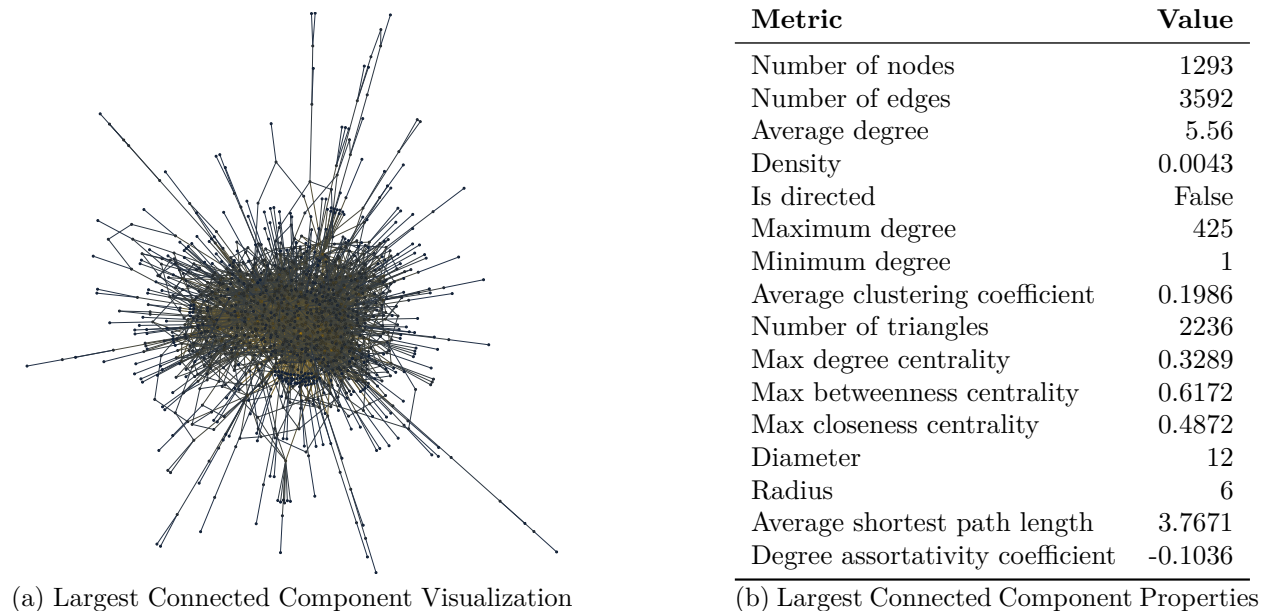 Metric Value
Number of nodes 1293
Number of edges 3592
Average degree 5.56
Density 0.0043
Is directed False
Maximum degree 425
Minimum degree 1
Average clustering coefficient 0.1986
Number of triangles 2236
Max degree centrality 0.3289
Max betweenness centrality 0.6172
Max closeness centrality 0.4872
Diameter 12
Radius 6
Average shortest path length 3.7671
Degree assortativity coefficient -0.1036
(a) Largest Connected Component Visualization
(b) Largest Connected Component Properties